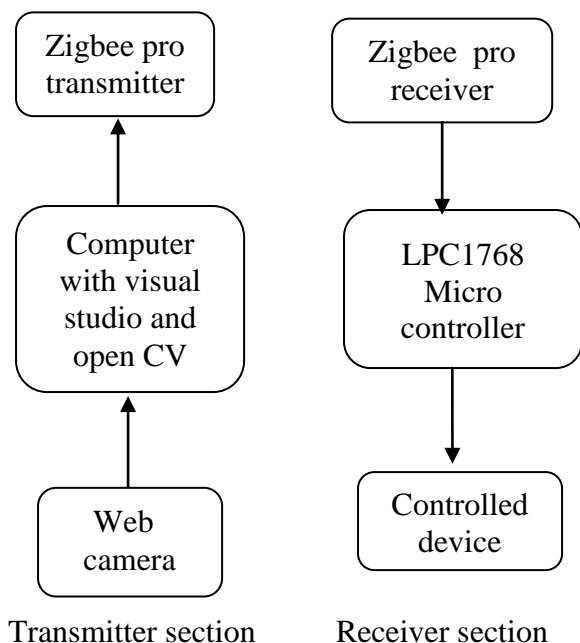 Zigbee pro
transmitter
Computer
with visual
studio and
open CV
Web
camera
Transmitter section
Zigbee pro
receiver
LPC1768
Micro
controller
Controlled
device
Receiver section